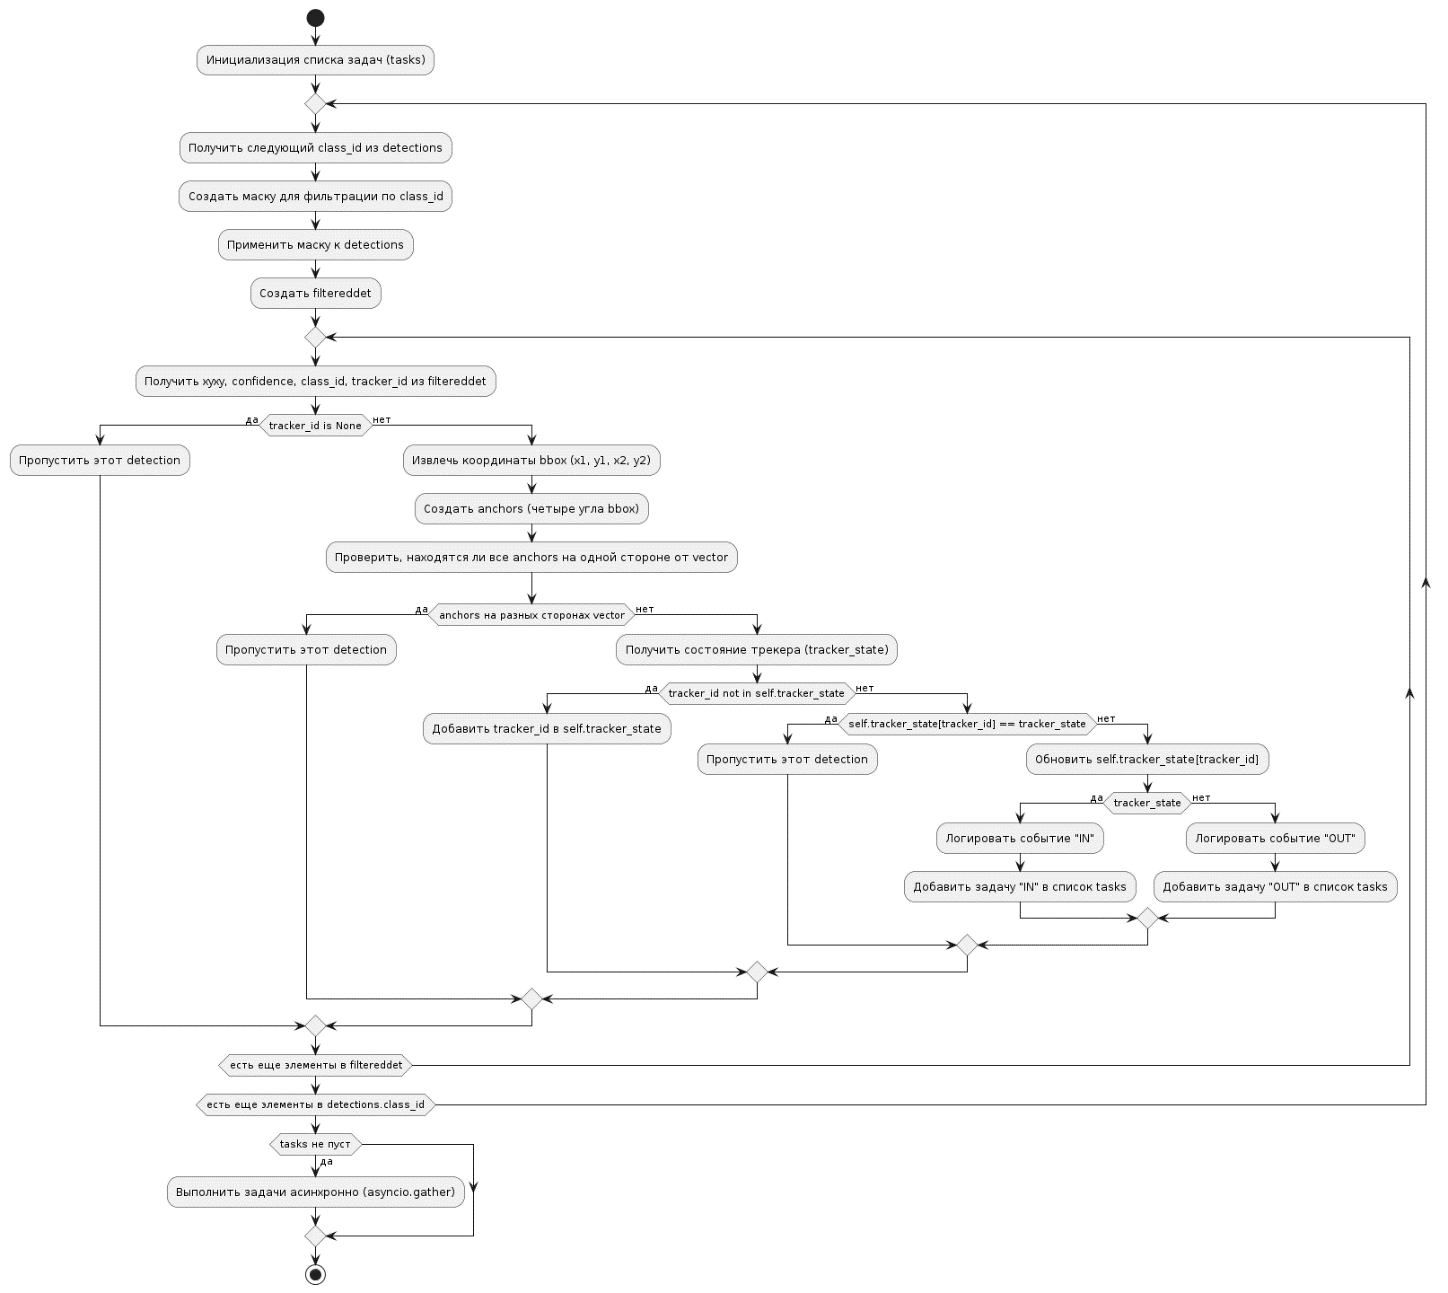 Инициализация списка задач (tasks)
Получить следующий class_id из detections
Создать маску для фильтрации по class_id
Применить маску к detections
Создать filtereddet
Получить xyxy, confidence, class_id, tracker_id из filtereddet
да
tracker_id is None
нет
Пропустить этот detection
Извлечь координаты bbox (x1, y1, x2, y2)
Создать anchors (четыре угла bbox)
Проверить, находятся ли все anchors на одной стороне от vector
да
anchors на разных сторонах vector
нет
Пропустить этот detection
Получить состояние трекера (tracker_state)
да
tracker_id not in self.tracker_state
нет
Добавить tracker_id в self.tracker_state
да
self.tracker_state[tracker_id] == tracker_state
нет
Пропустить этот detection
Обновить self.tracker_state[tracker_id]
да
tracker_state
нет
Логировать событие "IN"
Логировать событие "OUT"
Добавить задачу "IN" в список tasks
Добавить задачу "OUT" в список tasks
есть еще элементы в filtereddet
есть еще элементы в detections.class_id
tasks не пуст
да
Выполнить задачи асинхронно (asyncio.gather)